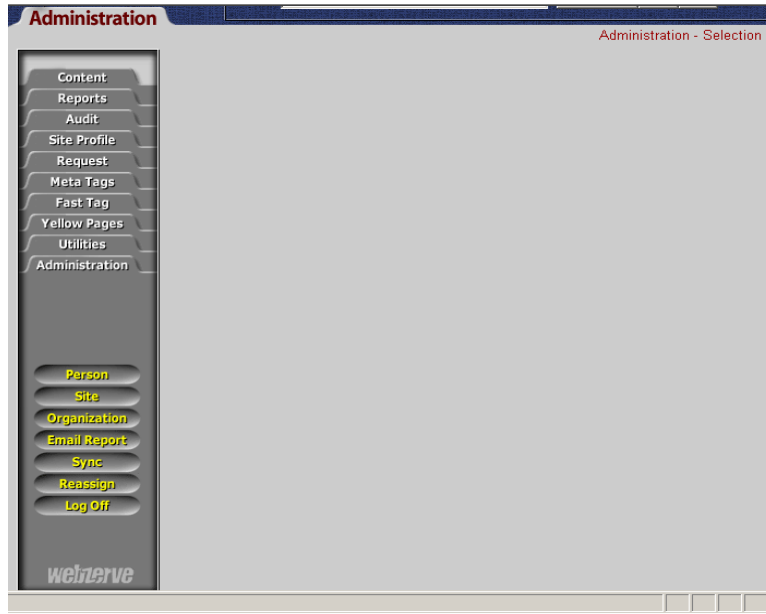 Administration
Administration - Selection
Content
Reports
Audit
Site Profile
Request
Meta Tags
Fast Tag
Yellow Pages
Utilities
Administration
Person
Site
Organization
Email Report
Sync
Reassign
Log Off
webnerve